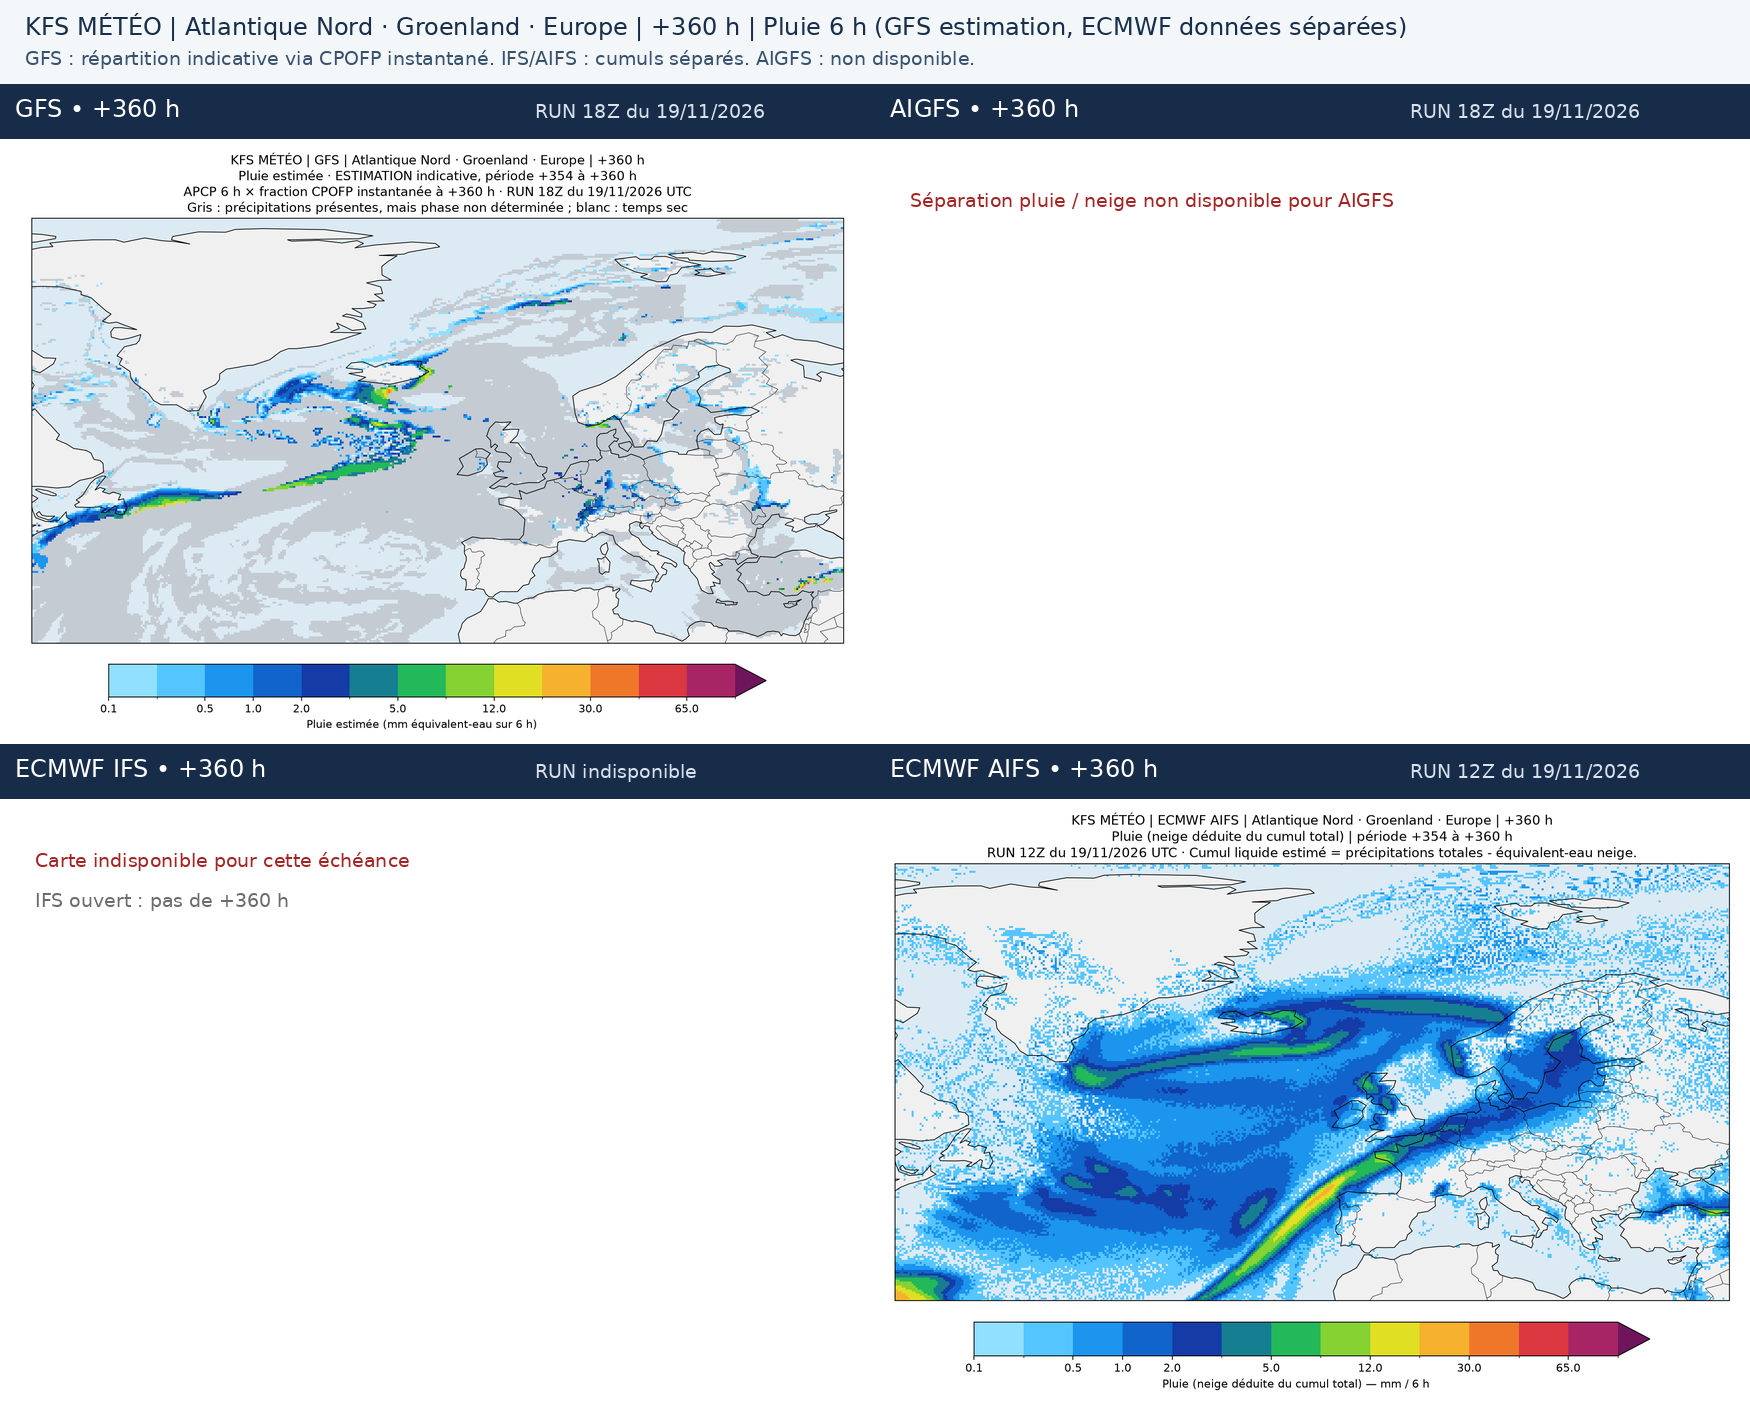 KFS MÉTÉO | Atlantique Nord · Groenland · Europe | +360 h | Pluie 6 h (GFS estimation, ECMWF données séparées)
GFS : répartition indicative via CPOFP instantané. IFS/AIFS : cumuls séparés. AIGFS : non disponible.
GFS • +360 h
RUN 18Z du 19/11/2026
KFS MÉTÉO | GFS | Atlantique Nord · Groenland · Europe | +360 h
Pluie estimée · ESTIMATION indicative, période +354 à +360 h
APCP 6 h × fraction CPOFP instantanée à +360 h · RUN 18Z du 19/11/2026 UTC
Gris : précipitations présentes, mais phase non déterminée ; blanc : temps sec
0.1 0.5 1.0 2.0 5.0 12.0 30.0 65.0
Pluie estimée (mm équivalent-eau sur 6 h)
AIGFS • +360 h
RUN 18Z du 19/11/2026
Séparation pluie / neige non disponible pour AIGFS
ECMWF IFS • +360 h
RUN indisponible
Carte indisponible pour cette échéance
IFS ouvert : pas de +360 h
ECMWF AIFS • +360 h
RUN 12Z du 19/11/2026
KFS MÉTÉO | ECMWF AIFS | Atlantique Nord · Groenland · Europe | +360 h
Pluie (neige déduite du cumul total) | période +354 à +360 h
RUN 12Z du 19/11/2026 UTC · Cumul liquide estimé = précipitations totales - équivalent-eau neige.
0.1 0.5 1.0 2.0 5.0 12.0 30.0 65.0
Pluie (neige déduite du cumul total) — mm / 6 h